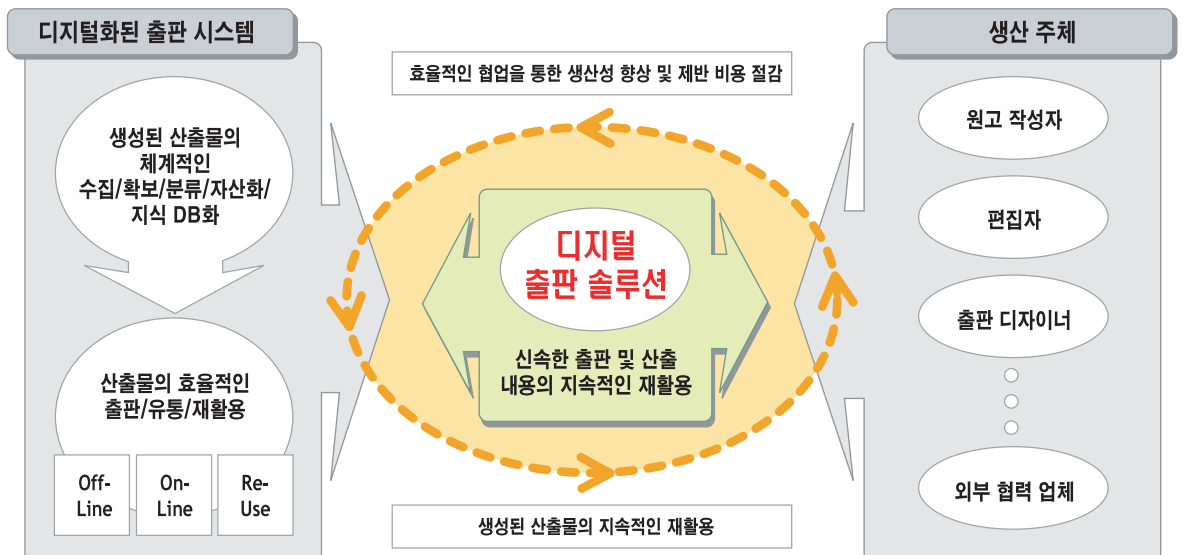 디지털화된 출판 시스템
생성된 산출물의
체계적인
수집/확보/분류/자산화/
지식 DB화
산출물의 효율적인
출판/유통/재활용
Off-
Line
On-
Line
Re-
Use
효율적인 협업을 통한 생산성 향상 및 제반 비용 절감
디지털
출판 솔루션
신속한 출판 및 산출
내용의 지속적인 재활용
생성된 산출물의 지속적인 재활용
생산 주체
원고 작성자
편집자
출판 디자이너
외부 협력 업체